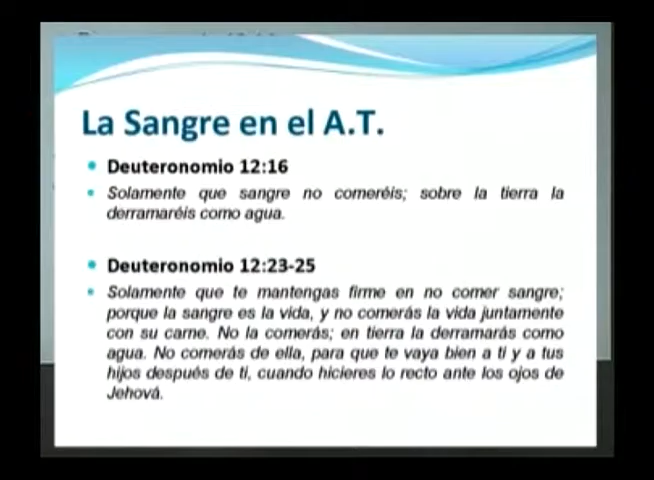 La Sangre en el A.T.
• Deuteronomio 12:16
• Solamente que sangre no comeréis; sobre la tierra la
derramaréis como agua.
• Deuteronomio 12:23-25
• Solamente que te mantengas firme en no comer sangre;
porque la sangre es la vida, y no comerás la vida juntamente
con su carne. No la comerás; en tierra la derramarás como
agua. No comerás de ella, para que te vaya bien a ti y a tus
hijos después de ti, cuando hicieres lo recto ante los ojos de
Jehová.